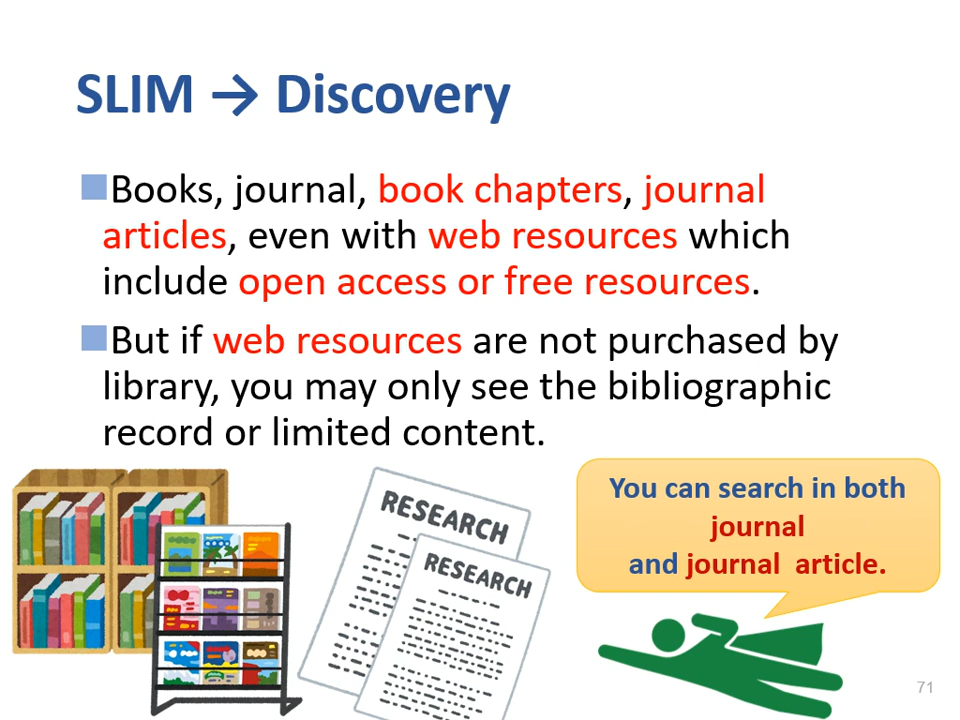 SLIM → Discovery
Books, journal, book chapters, journal
articles, even with web resources which
include open access or free resources.
But if web resources are not purchased by
library, you may only see the bibliographic
record or limited content.
RESEARCH
RESEARCH
You can search in both
journal
and journal article.
71